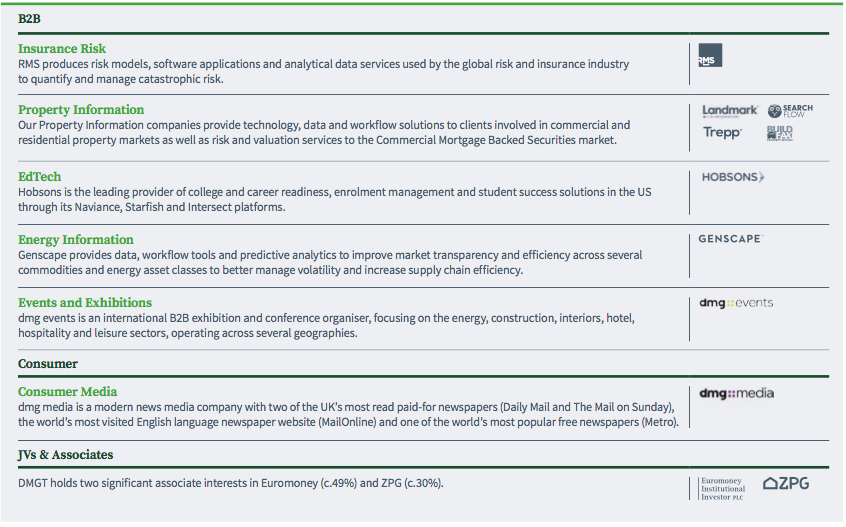 B2B
Insurance Risk
RMS produces risk models, software applications and analytical data services used by the global risk and insurance industry
to quantify and manage catastrophic risk.
RMS
Property Information
Our Property Information companies provide technology, data and workflow solutions to clients involved in commercial and
residential property markets as well as risk and valuation services to the Commercial Mortgage Backed Securities market.
Landmark
SEARCH
FLOW
Trepp
BUILD
FAX
EdTech
Hobsons is the leading provider of college and career readiness, enrolment management and student success solutions in the US
through its Naviance, Starfish and Intersect platforms.
HOBSONS
Energy Information
Genscape provides data, workflow tools and predictive analytics to improve market transparency and efficiency across several
commodities and energy asset classes to better manage volatility and increase supply chain efficiency.
GENSCAPE
Events and Exhibitions
dmg events is an international B2B exhibition and conference organiser, focusing on the energy, construction, interiors, hotel,
hospitality and leisure sectors, operating across several geographies.
dmg::events
Consumer
Consumer Media
dmg media is a modern news media company with two of the UK's most read paid-for newspapers (Daily Mail and The Mail on Sunday),
the world's most visited English language newspaper website (MailOnline) and one of the world's most popular free newspapers (Metro).
dmg::media
JVs & Associates
DMGT holds two significant associate interests in Euromoney (c.49%) and ZPG (c.30%).
Euromoney
Institutional
Investor PLC
ZPG